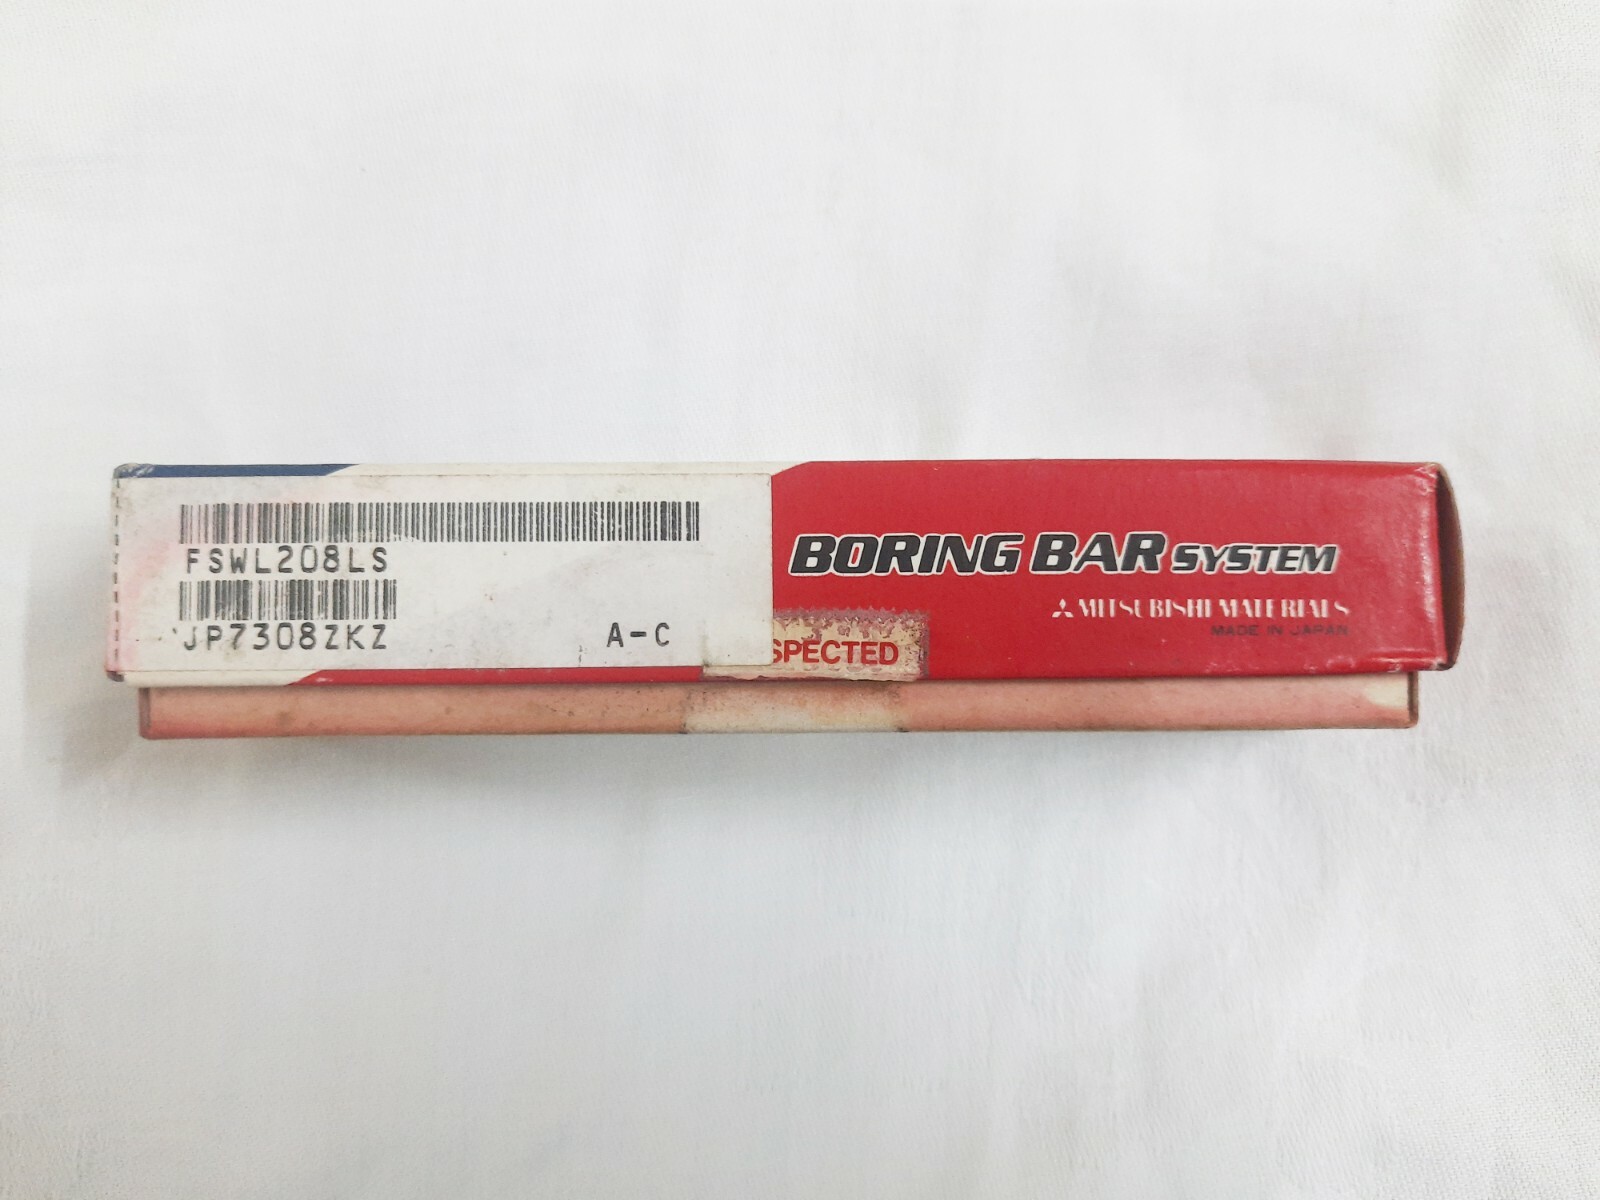 FSWL208LS
JP7308ZKZ
A-C
BORING BAR SYSTEM
MITSUBISHI MATERIALS
MADE IN JAPAN
SPECTED